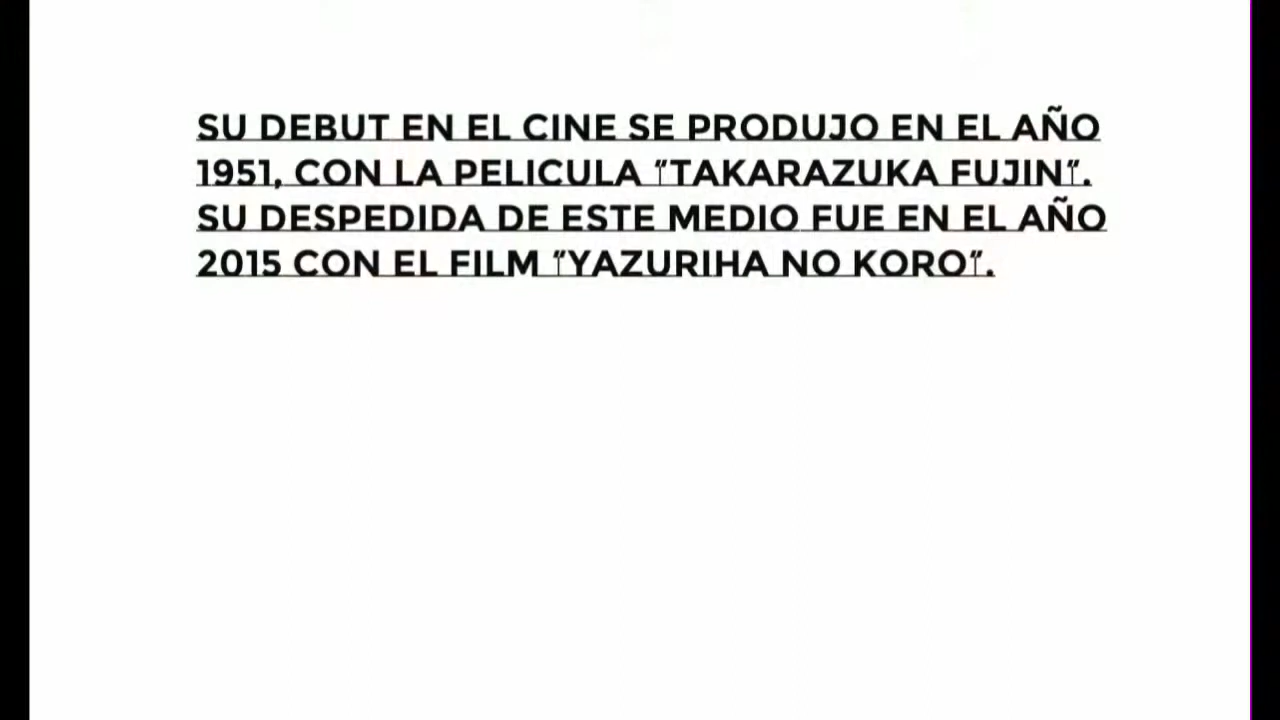 SU DEBUT EN EL CINE SE PRODUJO EN EL AÑO
1951, CON LA PELICULA "TAKARAZUKA FUJIN".
SU DESPEDIDA DE ESTE MEDIO FUE EN EL AÑO
2015 CON EL FILM "YAZURIHA NO KORO".